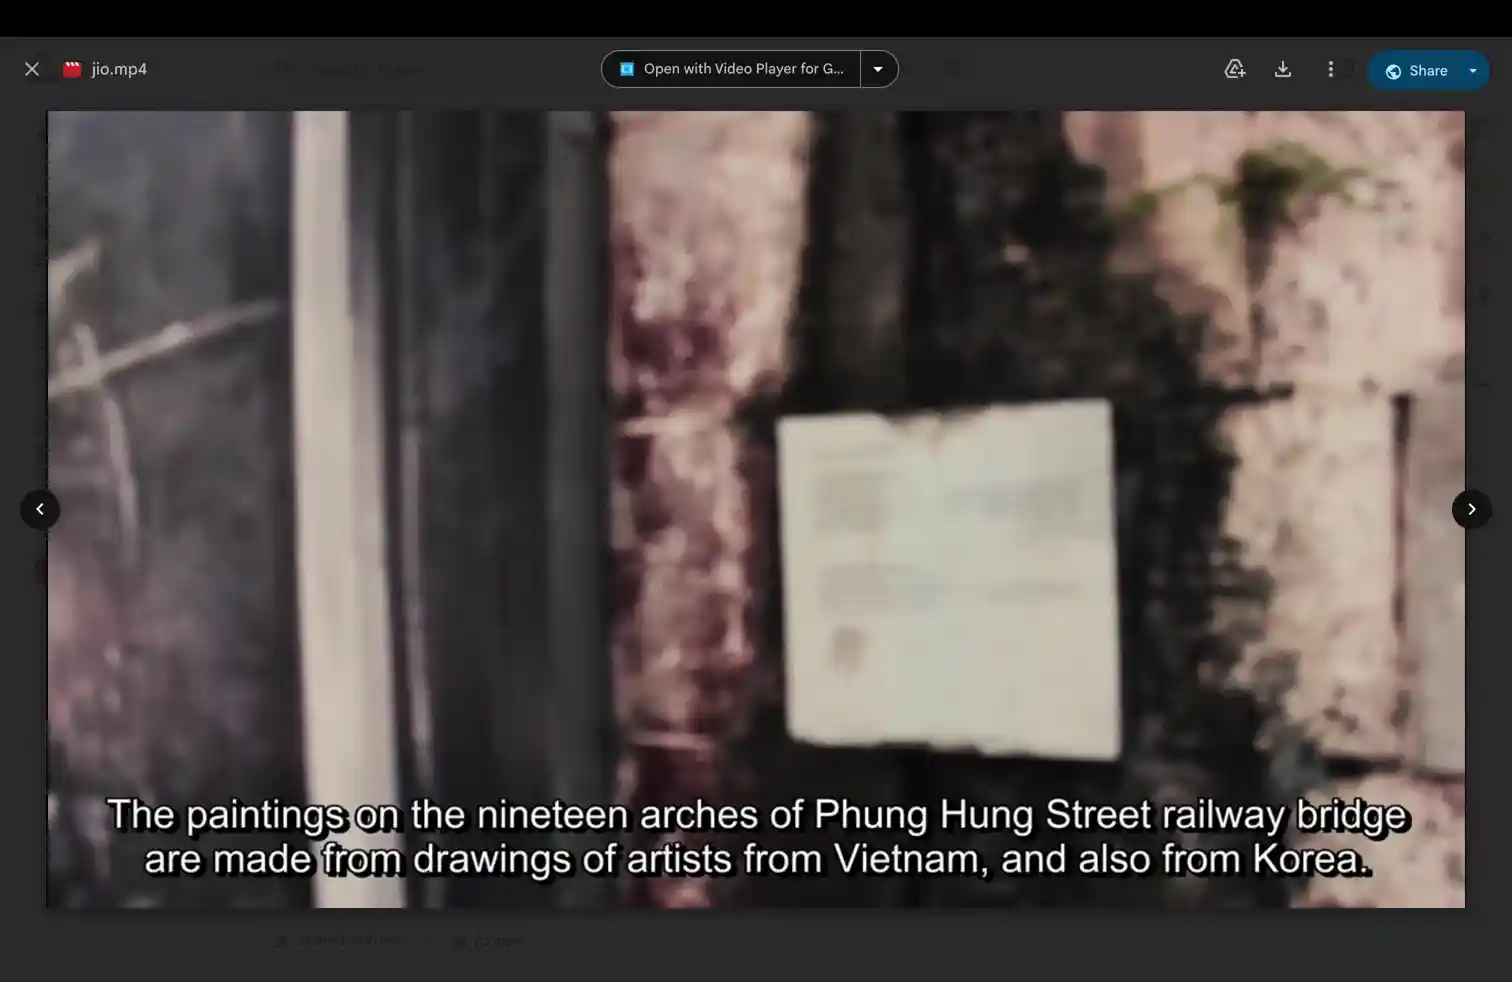 jio.mp4
Open with Video Player for G...
Share
The paintings on the nineteen arches of Phung Hung Street railway bridge
are made from drawings of artists from Vietnam, and also from Korea.